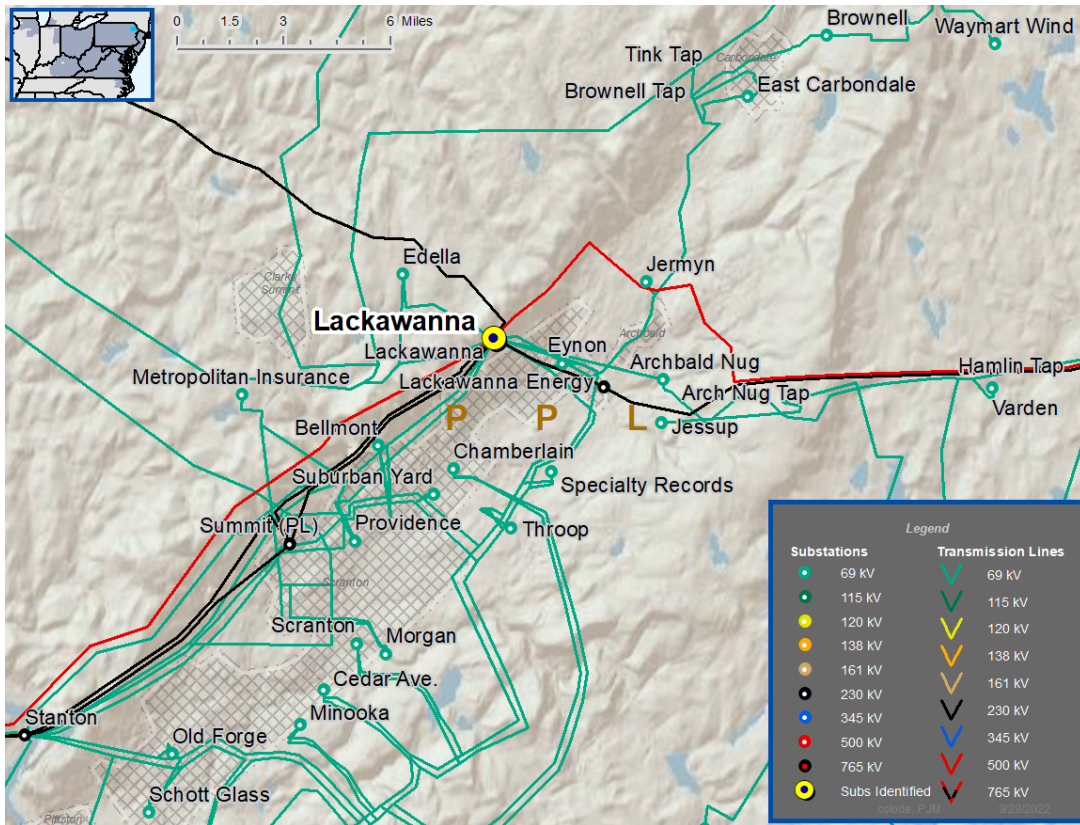 0 1.5 3 6 Miles
Brownell
Waymart Wind
Tink Tap
Carbondale
Brownell Tap
East Carbondale
Edella
Jermyn
Clarks
Summit
Lackawanna
Archbald
Lackawanna
Eynon
Archbald Nug
Hamlin Tap
Metropolitan Insurance
Lackawanna Energy
Arch Nug Tap
Varden
P P L
Bellmont
Jessup
Chamberlain
Suburban Yard
Specialty Records
Summit (PL)
Providence
Throop
Scranton
Scranton
Morgan
Cedar Ave.
Stanton
Minooka
Old Forge
Schott Glass
Pittston
Legend
Substations Transmission Lines
69 kV 69 kV
115 kV 115 kV
120 kV 120 kV
138 kV 138 kV
161 kV 161 kV
230 kV 230 kV
345 kV 345 kV
500 kV 500 kV
765 kV 765 kV
Subs Identified
colode, PJM 9/29/2022